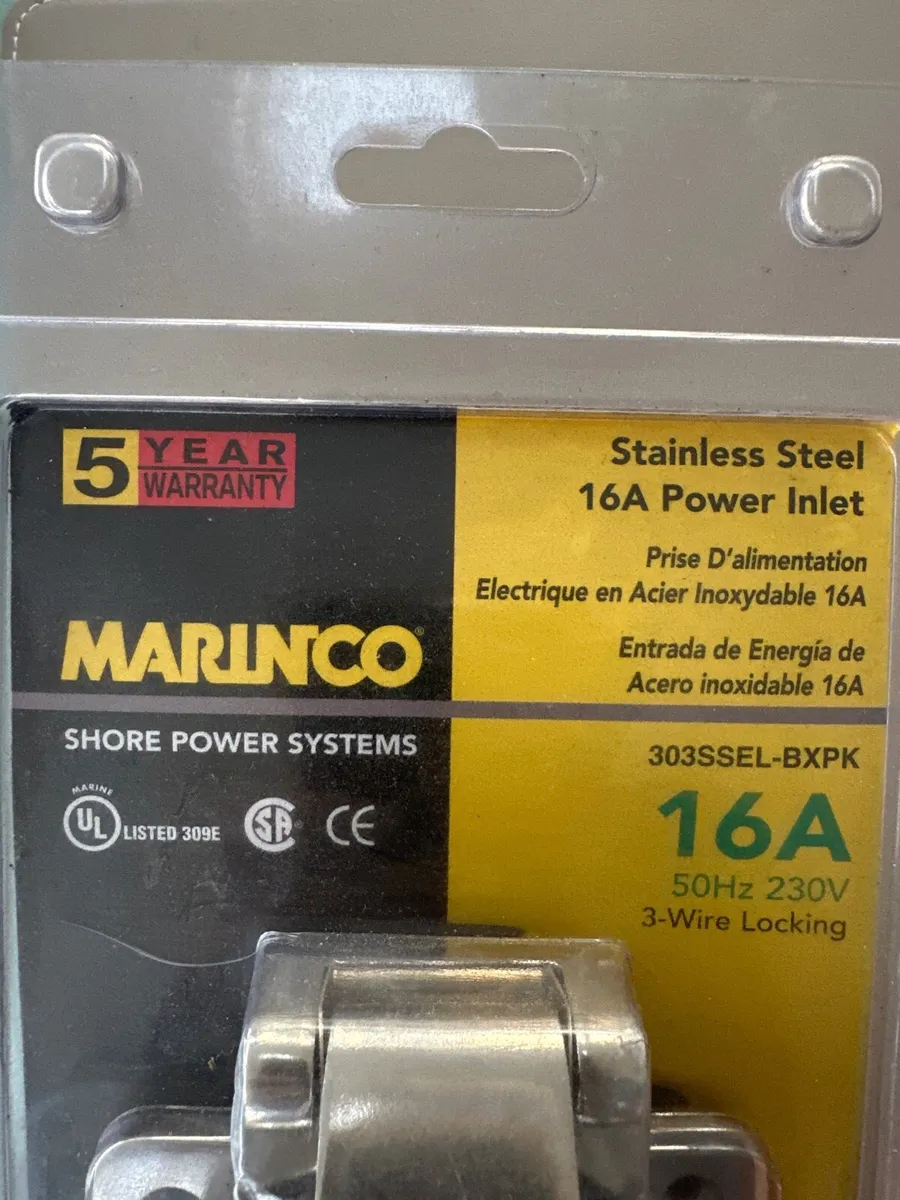 5 YEAR
WARRANTY
MARINCO®
SHORE POWER SYSTEMS
MARINE
UL LISTED 309E
SA
CE
Stainless Steel
16A Power Inlet
Prise D'alimentation
Electrique en Acier Inoxydable 16A
Entrada de Energía de
Acero inoxidable 16A
303SSEL-BXPK
16A
50Hz 230V
3-Wire Locking